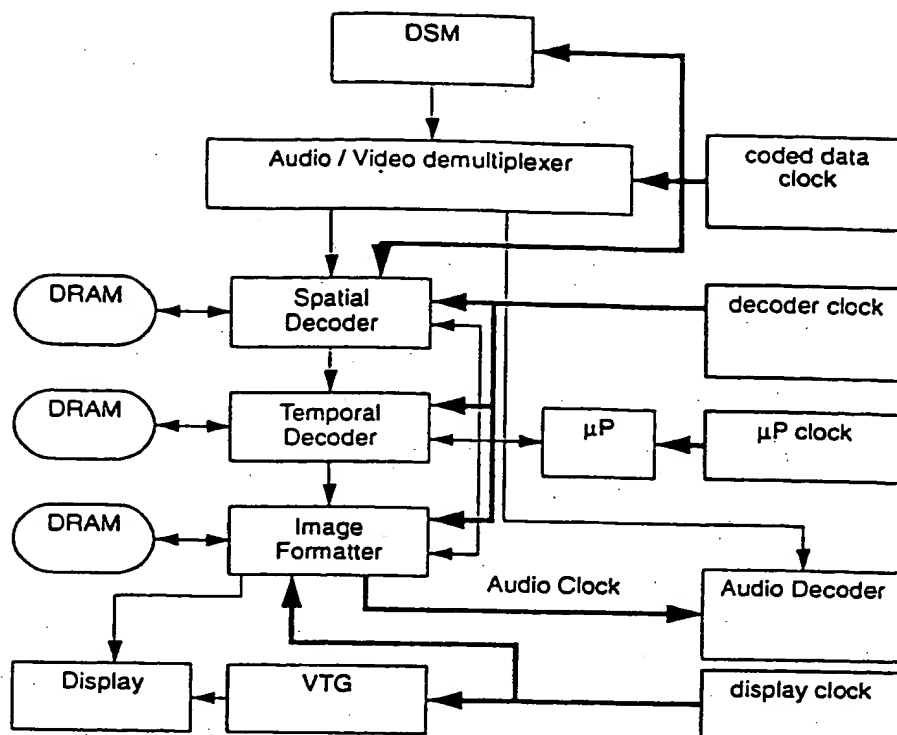 DSM
Audio / Video demultiplexer
coded data
clock
DRAM
Spatial
Decoder
decoder clock
DRAM
Temporal
Decoder
µP
µP clock
DRAM
Image
Formatter
Audio Clock
Audio Decoder
Display
VTG
display clock